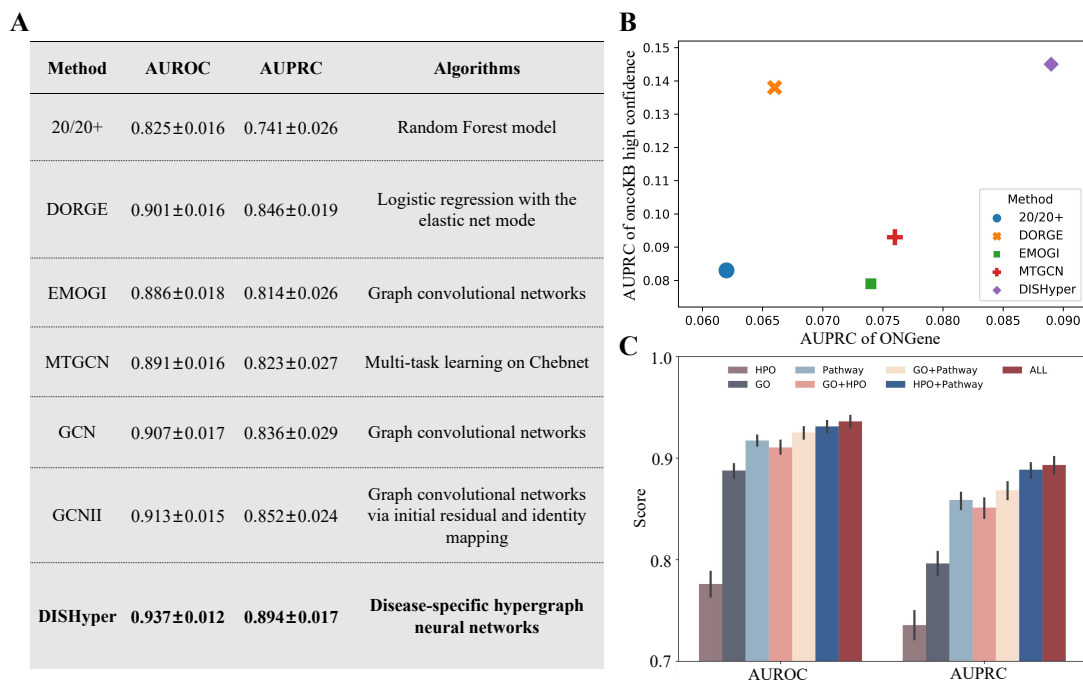 A
Method AUROC AUPRC Algorithms
20/20+ 0.825±0.016 0.741±0.026 Random Forest model
DORGE 0.901±0.016 0.846±0.019 Logistic regression with the
elastic net mode
EMOGI 0.886±0.018 0.814±0.026 Graph convolutional networks
MTGCN 0.891±0.016 0.823±0.027 Multi-task learning on Chebnet
GCN 0.907±0.017 0.836±0.029 Graph convolutional networks
GCNII 0.913±0.015 0.852±0.024 Graph convolutional networks
via initial residual and identity
mapping
DISHyper 0.937±0.012 0.894±0.017 Disease-specific hypergraph
neural networks
B
AUPRC of oncoKB high confidence
0.15
0.14
0.13
0.12
0.11
0.10
0.09
0.08
Method
20/20+
DORGE
EMOGI
MTGCN
DISHyper
0.060 0.065 0.070 0.075 0.080 0.085 0.090
AUPRC of ONGene
C
Score
1.0
0.9
0.8
0.7
HPO Pathway GO+Pathway ALL
GO GO+HPO HPO+Pathway
AUROC AUPRC